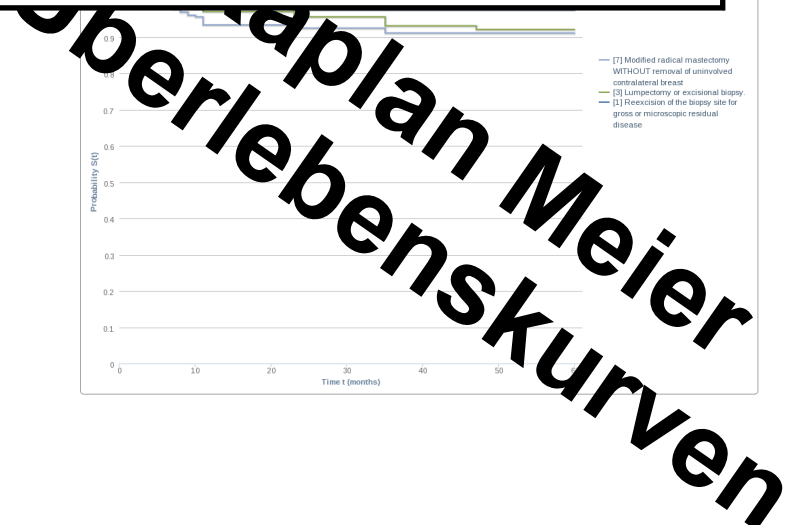 Kaplan Meier
Überlebenskurven
0.9
0.8
0.7
0.6
0.5
0.4
0.3
0.2
0.1
0
0
10
20
30
40
50
Probability S(t)
Time t (months)
[7] Modified radical mastectomy
WITHOUT removal of uninvolved
contralateral breast
[3] Lumpectomy or excisional biopsy.
[1] Reexcision of the biopsy site for
gross or microscopic residual
disease